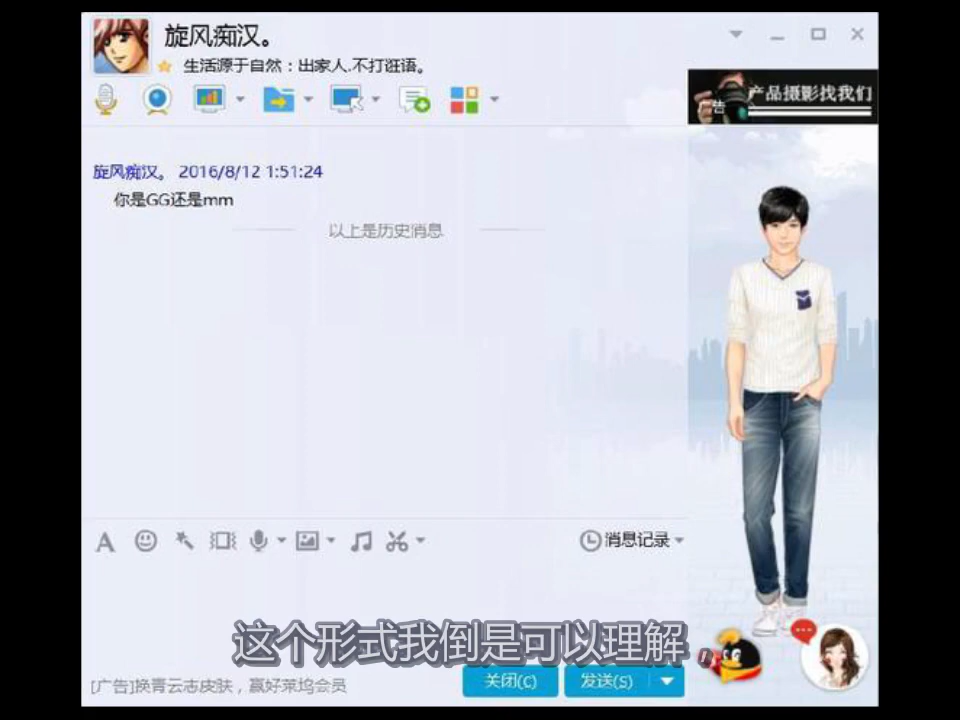 旋风痴汉。
生活源于自然：出家人.不打诳语。
产品摄影找我们
广告
旋风痴汉。 2016/8/12 1:51:24
你是GG还是mm
以上是历史消息
消息记录
这个形式我倒是可以理解
[广告]换青云志皮肤，赢好莱坞会员
关闭(C)
发送(S)